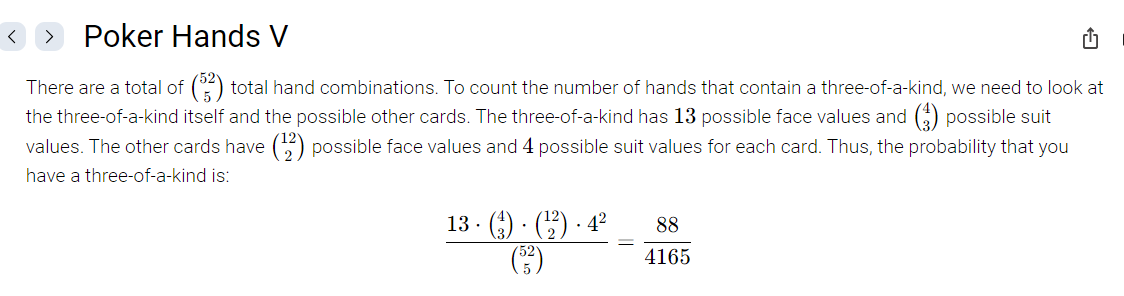 Poker Hands V
There are a total of \(\binom{52}{5}\) total hand combinations. To count the number of hands that contain a three-of-a-kind, we need to look at
the three-of-a-kind itself and the possible other cards. The three-of-a-kind has 13 possible face values and \(\binom{4}{3}\) possible suit
values. The other cards have \(\binom{12}{2}\) possible face values and 4 possible suit values for each card. Thus, the probability that you
have a three-of-a-kind is:
\(\frac{13 \cdot \binom{4}{3} \cdot \binom{12}{2} \cdot 4^2}{\binom{52}{5}} = \frac{88}{4165}\)